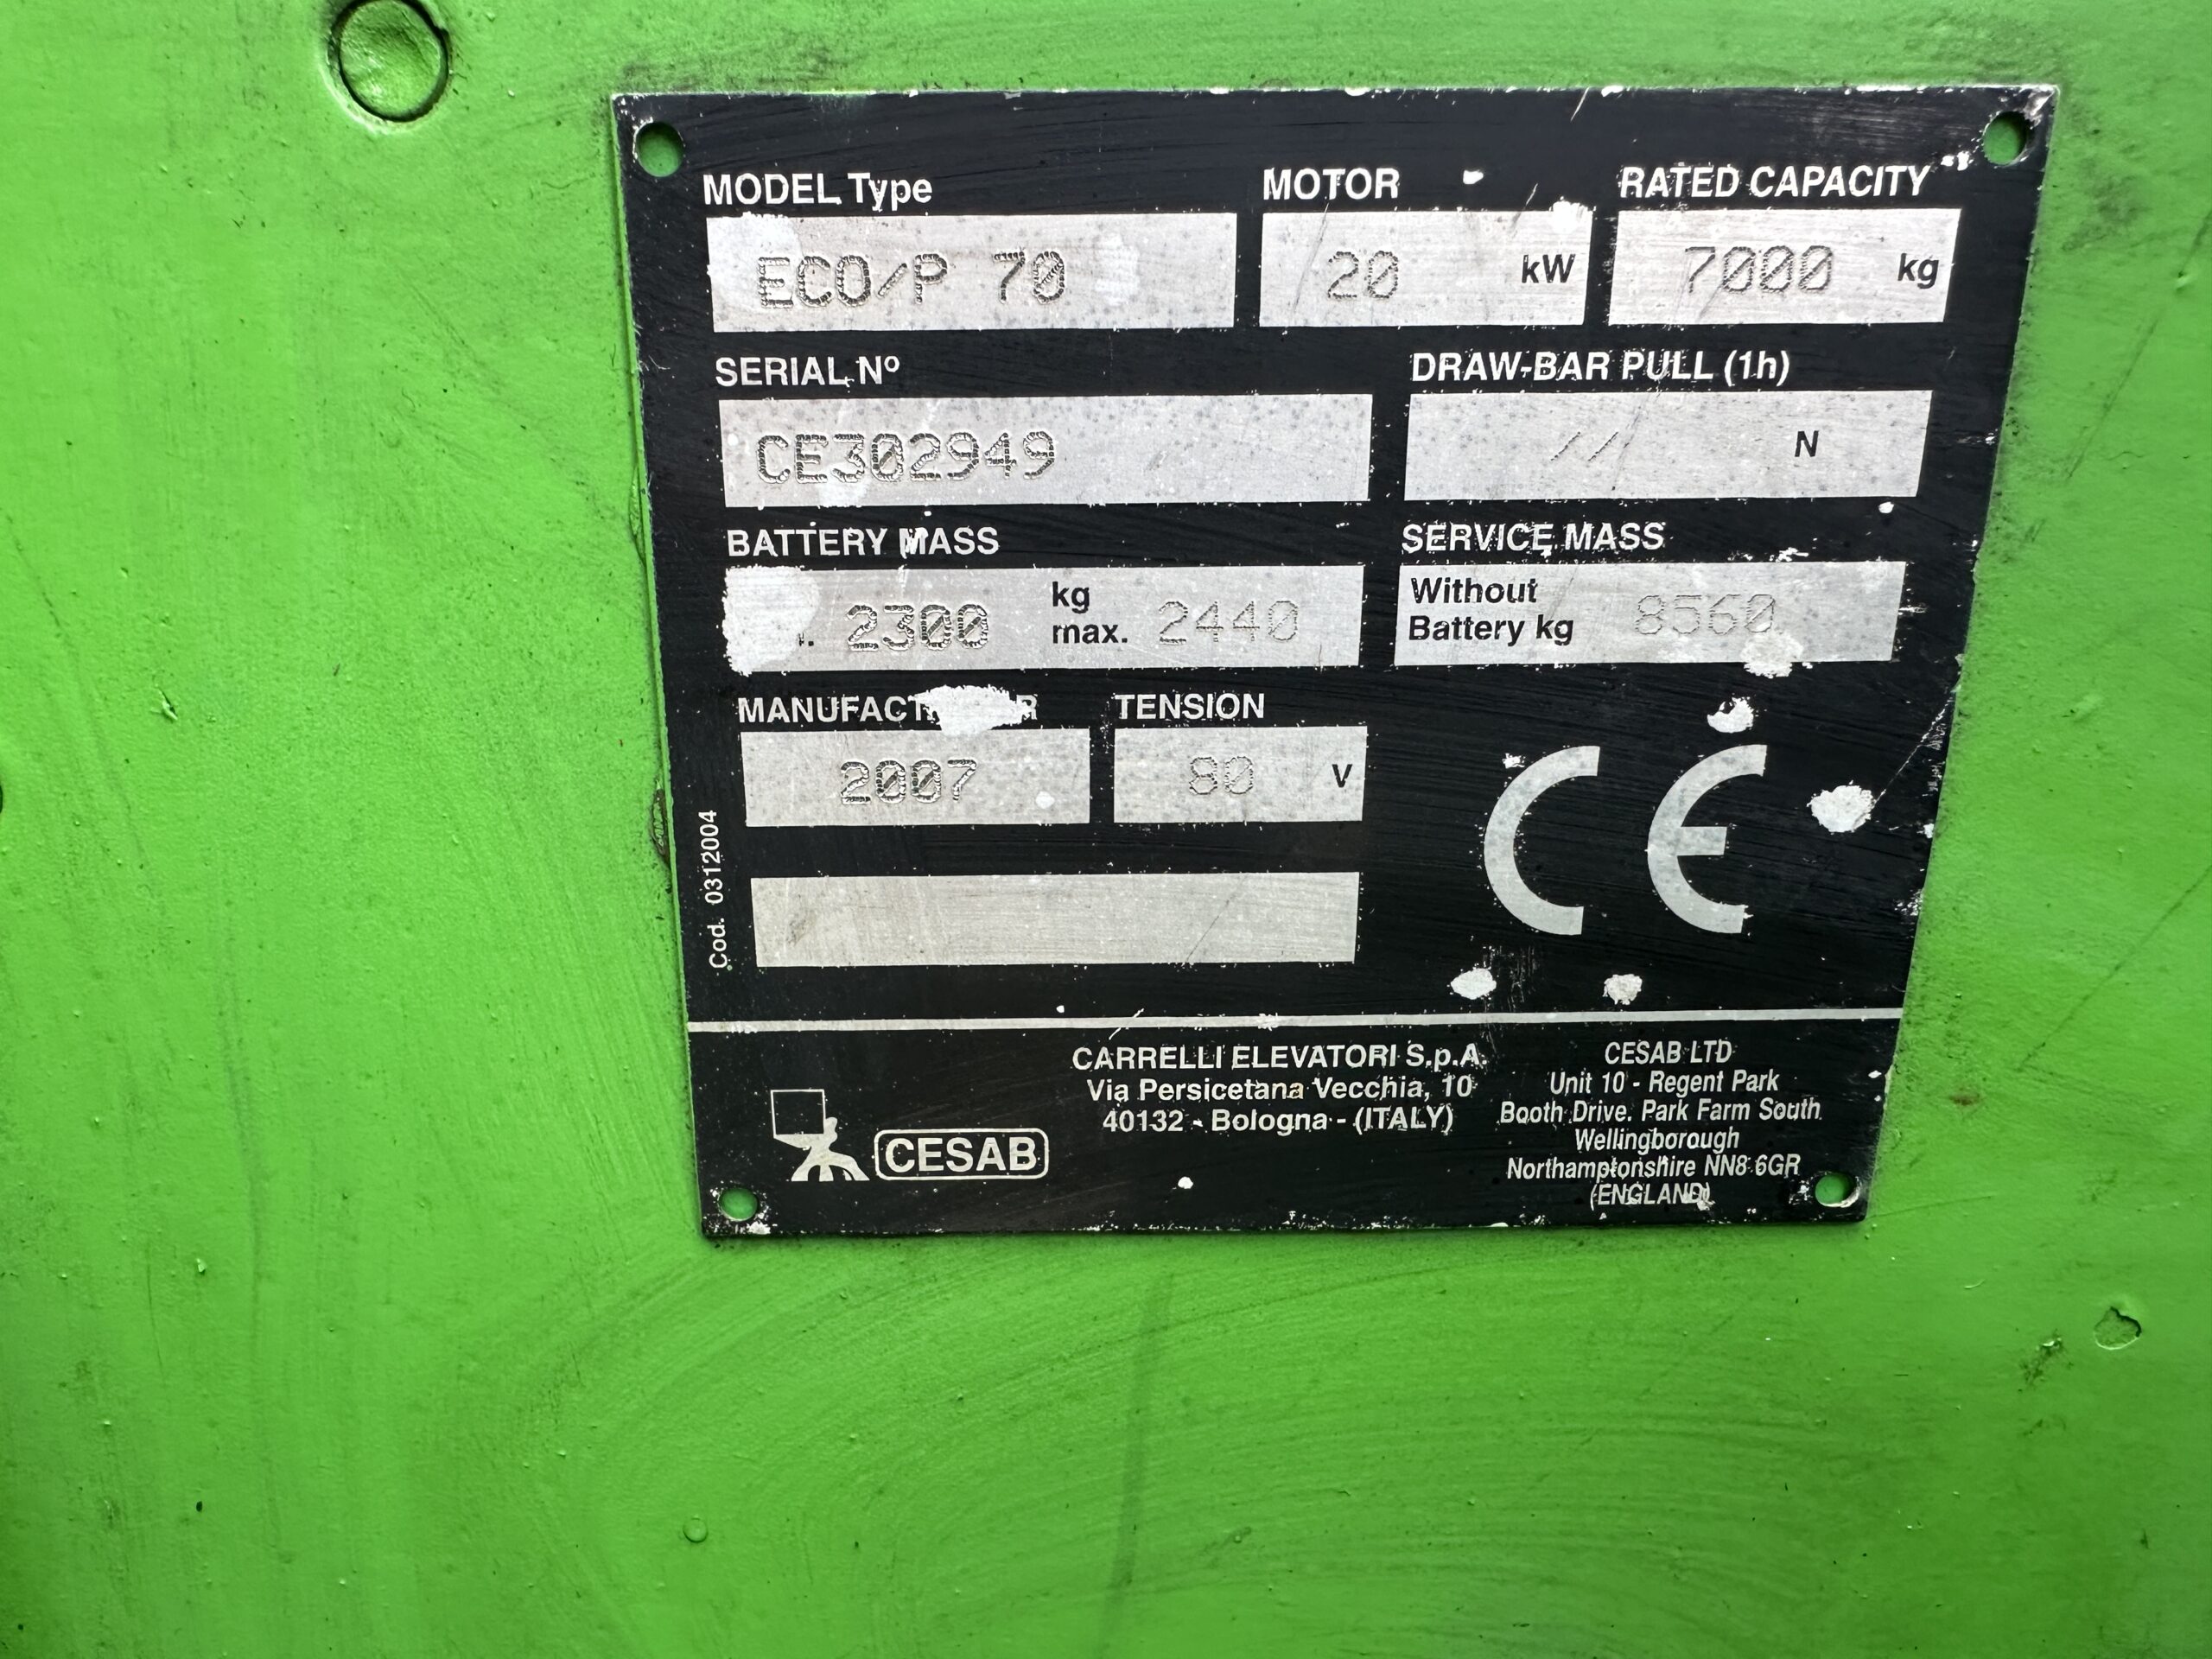 MODEL Type MOTOR RATED CAPACITY
ECO/P 70 20 kW 7000 kg
SERIAL Nº DRAW-BAR PULL (1h)
CE302949 // N
BATTERY MASS SERVICE MASS
2300 kg max. 2440 Without Battery kg 8560
TENSION
2007 80 V
CE
Cod. 0312004
CESAB
CARRELLI ELEVATORI S.p.A.
Via Persicetana Vecchia, 10
40132 - Bologna - (ITALY)
CESAB LTD
Unit 10 - Regent Park
Booth Drive. Park Farm South
Wellingborough
Northamptonshire NN8 6GR
(ENGLAND)